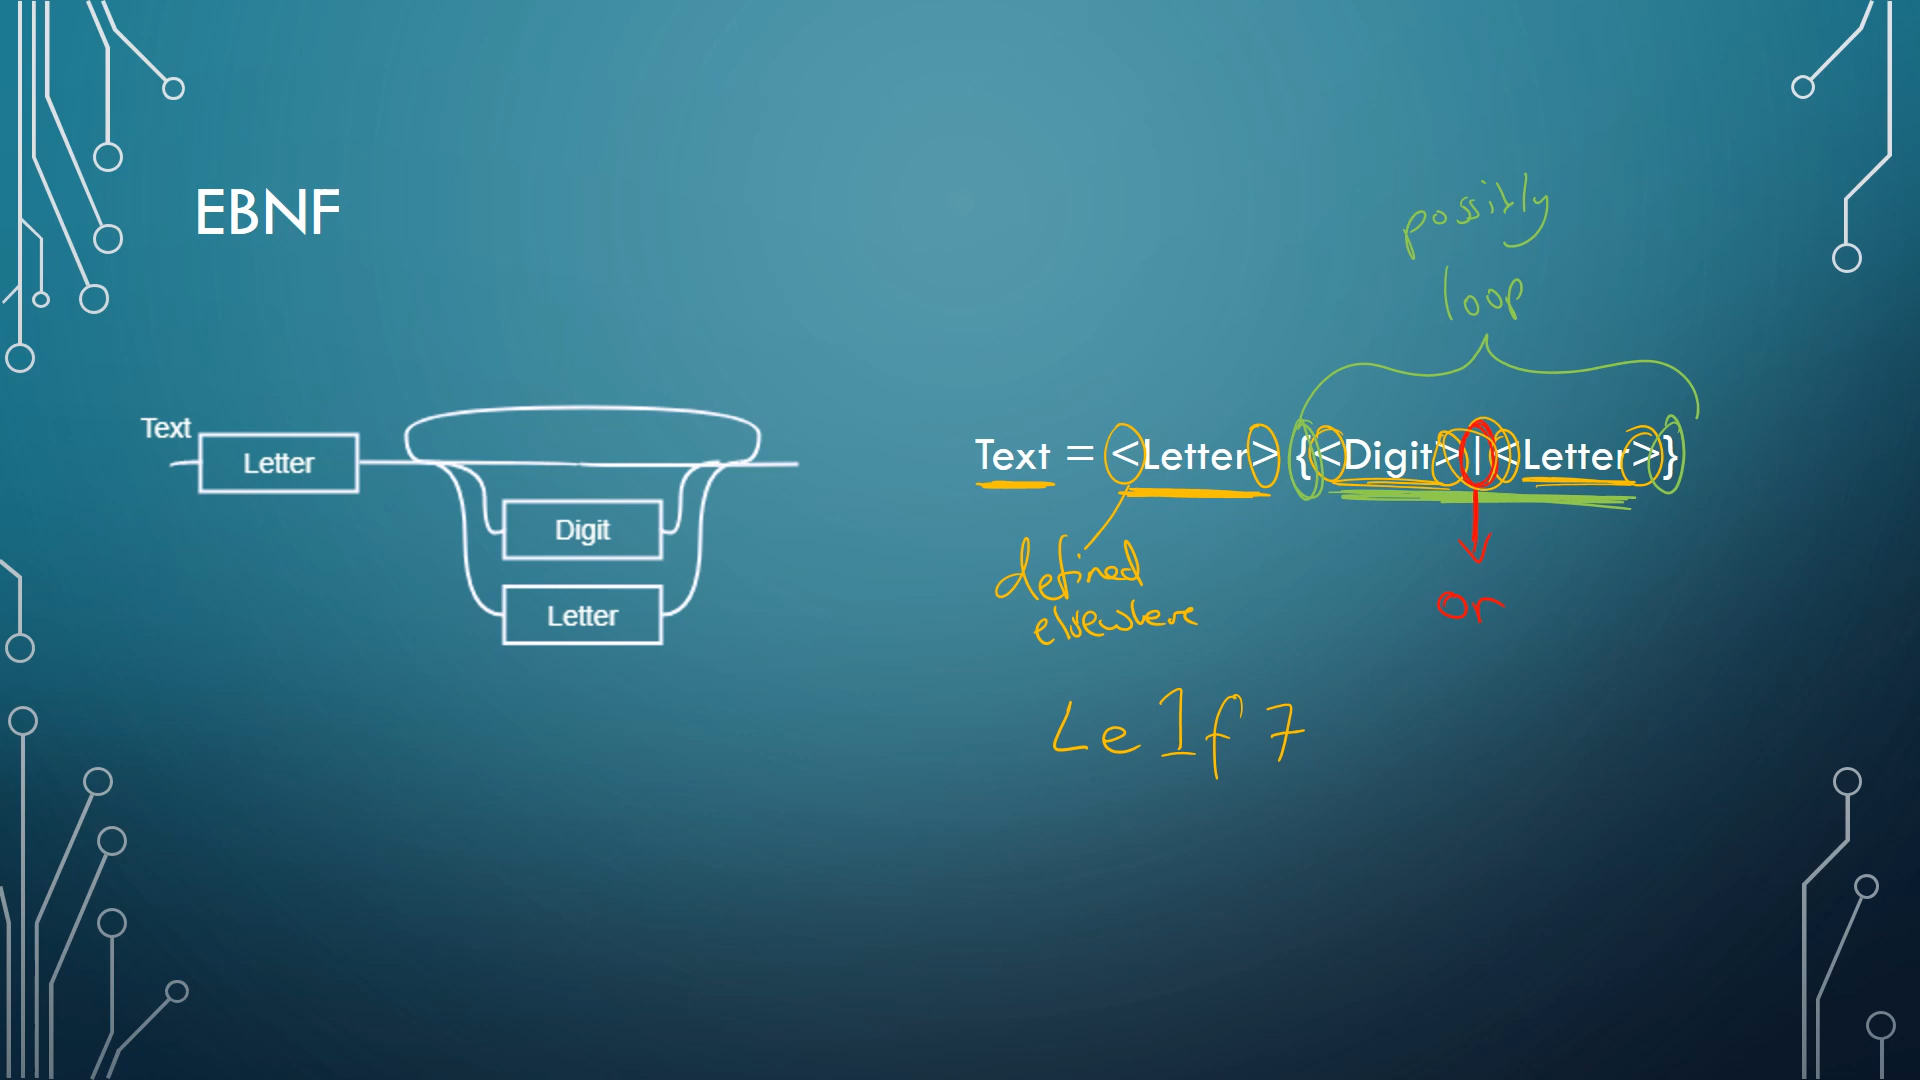 EBNF
Text
Letter
Digit
Letter
possibly
loop
Text = <Letter> {<Digit>|<Letter>}
defined
elsewhere
or
Le1f7